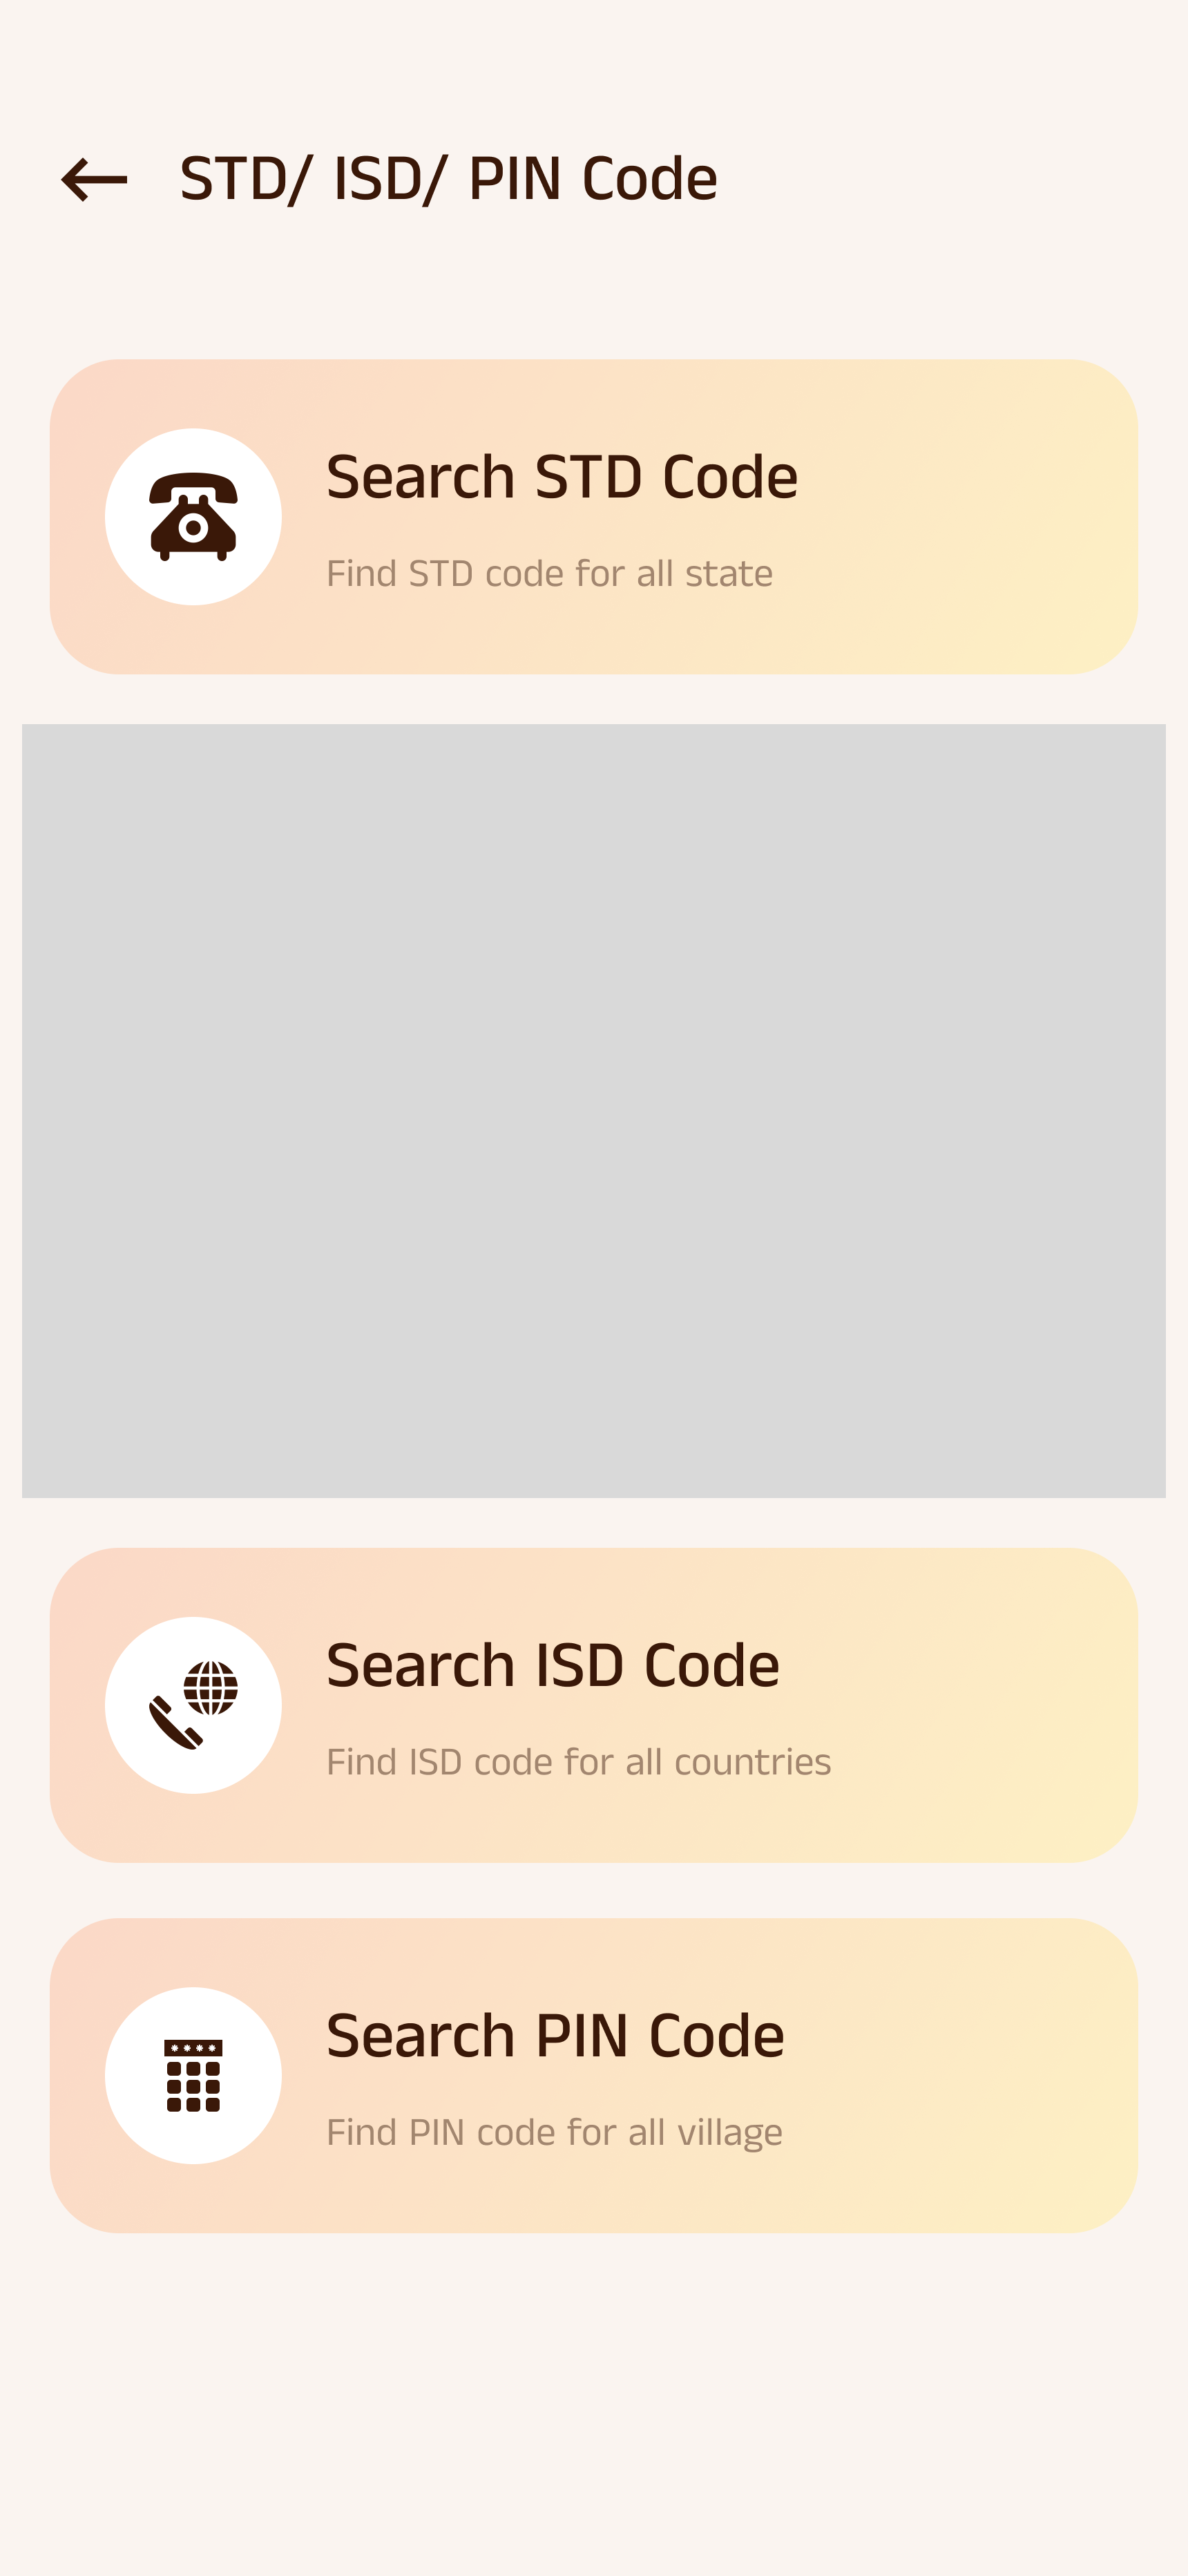 STD/ ISD/ PIN Code
Search STD Code
Find STD code for all state
Search ISD Code
Find ISD code for all countries
Search PIN Code
Find PIN code for all village